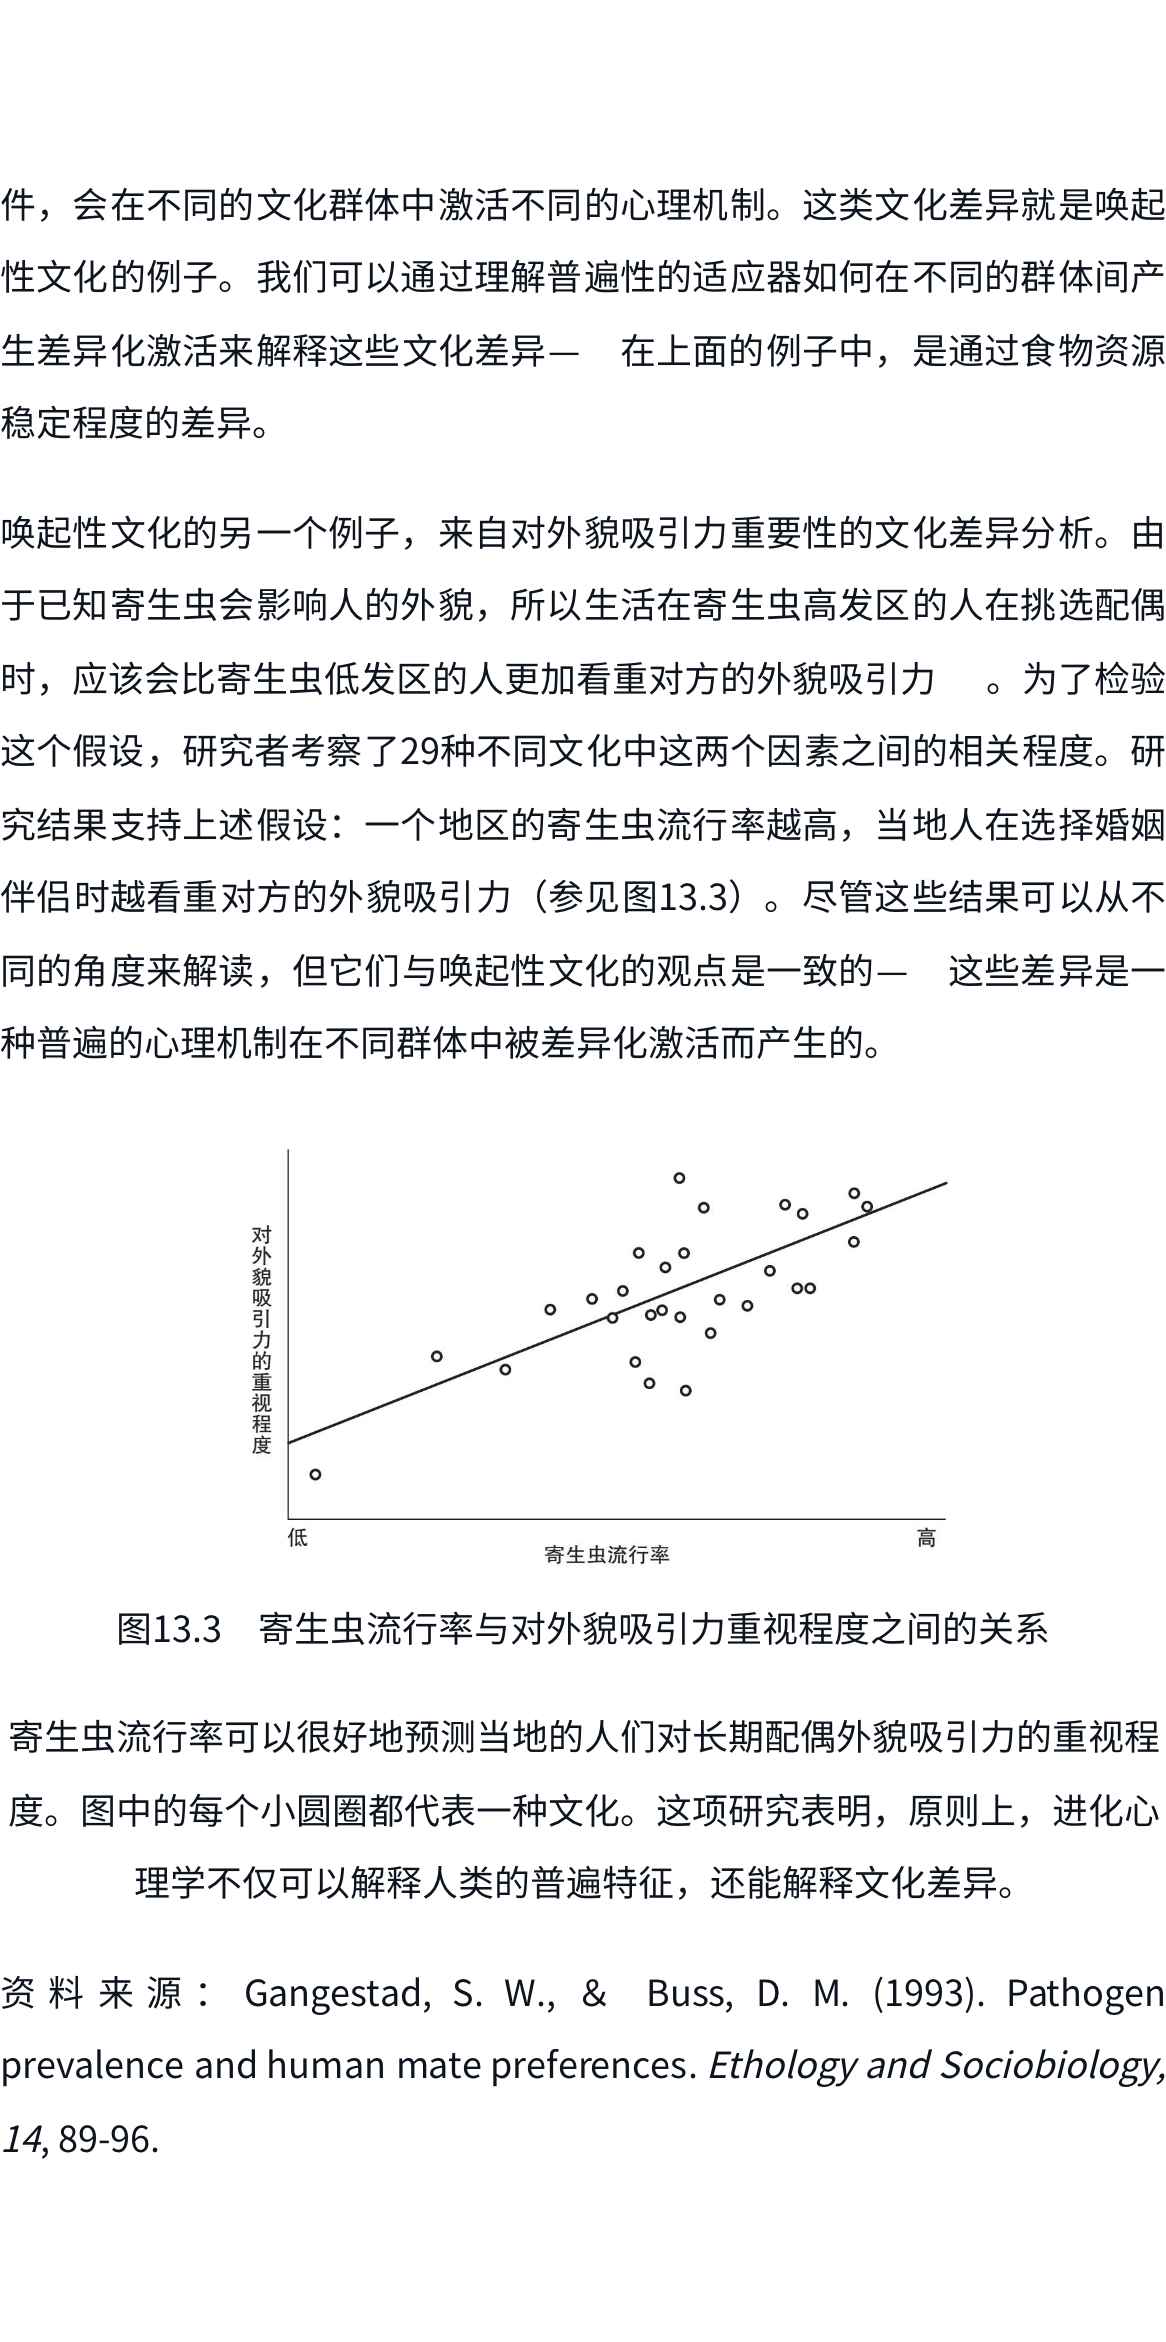 件，会在不同的文化群体中激活不同的心理机制。这类文化差异就是唤起
性文化的例子。我们可以通过理解普遍性的适应器如何在不同的群体间产
生差异化激活来解释这些文化差异— 在上面的例子中，是通过食物资源
稳定程度的差异。
唤起性文化的另一个例子，来自对外貌吸引力重要性的文化差异分析。由
于已知寄生虫会影响人的外貌，所以生活在寄生虫高发区的人在挑选配偶
时，应该会比寄生虫低发区的人更加看重对方的外貌吸引力 。为了检验
这个假设，研究者考察了29种不同文化中这两个因素之间的相关程度。研
究结果支持上述假设：一个地区的寄生虫流行率越高，当地人在选择婚姻
伴侣时越看重对方的外貌吸引力（参见图13.3）。尽管这些结果可以从不
同的角度来解读，但它们与唤起性文化的观点是一致的— 这些差异是一
种普遍的心理机制在不同群体中被差异化激活而产生的。
对外貌吸引力的重视程度
低
高
寄生虫流行率
图13.3 寄生虫流行率与对外貌吸引力重视程度之间的关系
寄生虫流行率可以很好地预测当地的人们对长期配偶外貌吸引力的重视程
度。图中的每个小圆圈都代表一种文化。这项研究表明，原则上，进化心
理学不仅可以解释人类的普遍特征，还能解释文化差异。
资料来源：Gangestad, S. W., & Buss, D. M. (1993). Pathogen
prevalence and human mate preferences. Ethology and Sociobiology,
14, 89-96.